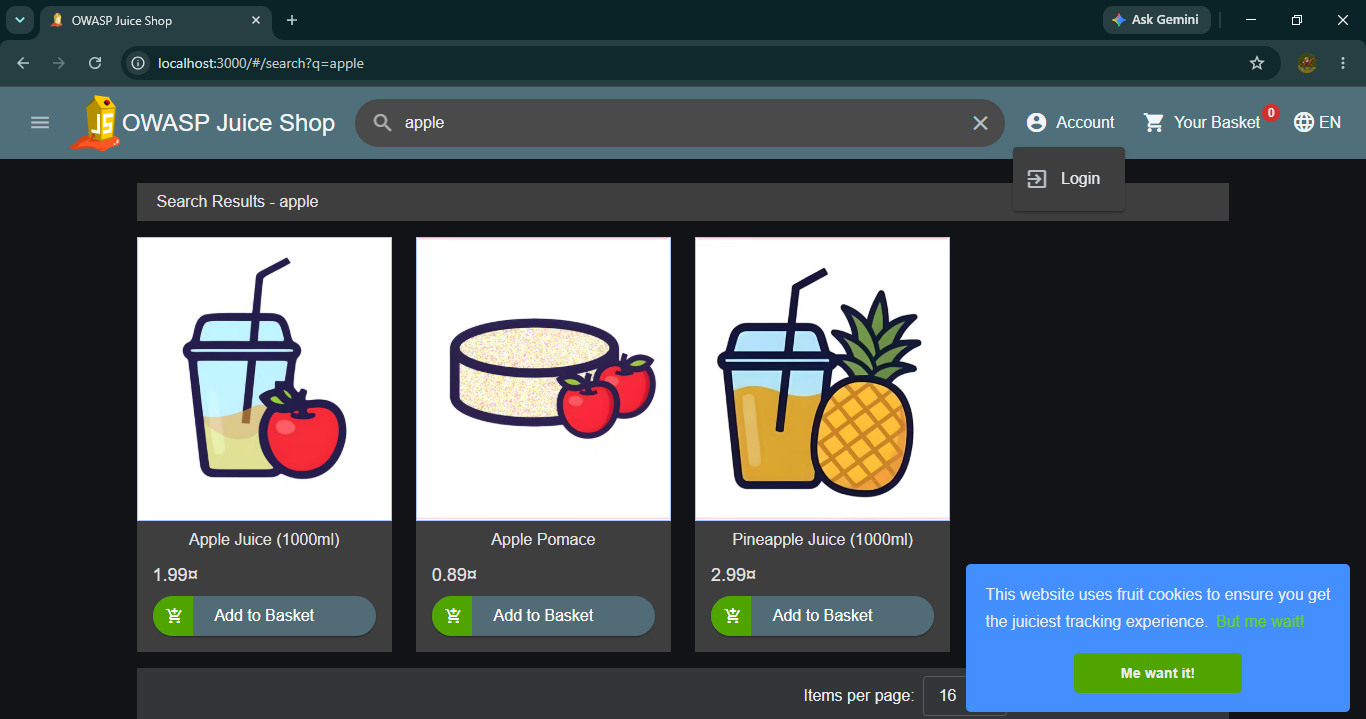 OWASP Juice Shop
Ask Gemini
localhost:3000/#/search?q=apple
JS
OWASP Juice Shop
apple
Account
Your Basket
0
EN
Login
Search Results - apple
Apple Juice (1000ml)
Apple Pomace
Pineapple Juice (1000ml)
1.99¤
0.89¤
2.99¤
Add to Basket
Add to Basket
Add to Basket
This website uses fruit cookies to ensure you get
the juiciest tracking experience. But me wait!
Me want it!
Items per page:
16